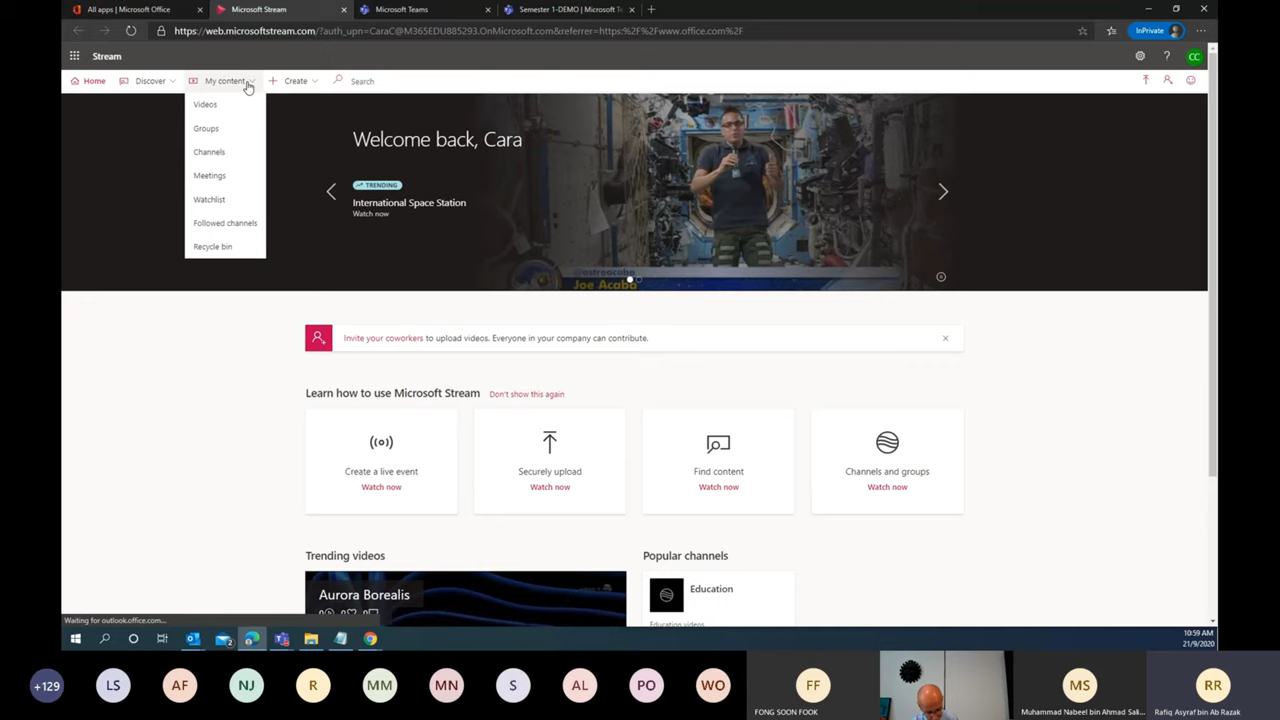 All apps | Microsoft Office
Microsoft Stream
Microsoft Teams
Semester 1-DEMO | Microsoft Te
https://web.microsoftstream.com/?auth_upn=CaraC@M365EDU885293.OnMicrosoft.com&referrer=https:%2F%2Fwww.office.com%2F
InPrivate
Stream
CC
Home
Discover
My content
Create
Search
Videos
Groups
Channels
Meetings
Watchlist
Followed channels
Recycle bin
Welcome back, Cara
TRENDING
International Space Station
Watch now
@astroacaba
Joe Acaba
Invite your coworkers to upload videos. Everyone in your company can contribute.
Learn how to use Microsoft Stream Don't show this again
Create a live event
Watch now
Securely upload
Watch now
Find content
Watch now
Channels and groups
Watch now
Trending videos
Popular channels
Aurora Borealis
Education
Education videos
Waiting for outlook.office.com...
2
10:59 AM
21/9/2020
+129
LS
AF
NJ
R
MM
MN
S
AL
PO
WO
FF
FONG SOON FOOK
MS
Muhammad Nabeel bin Ahmad Sali...
RR
Rafiq Asyraf bin Ab Razak